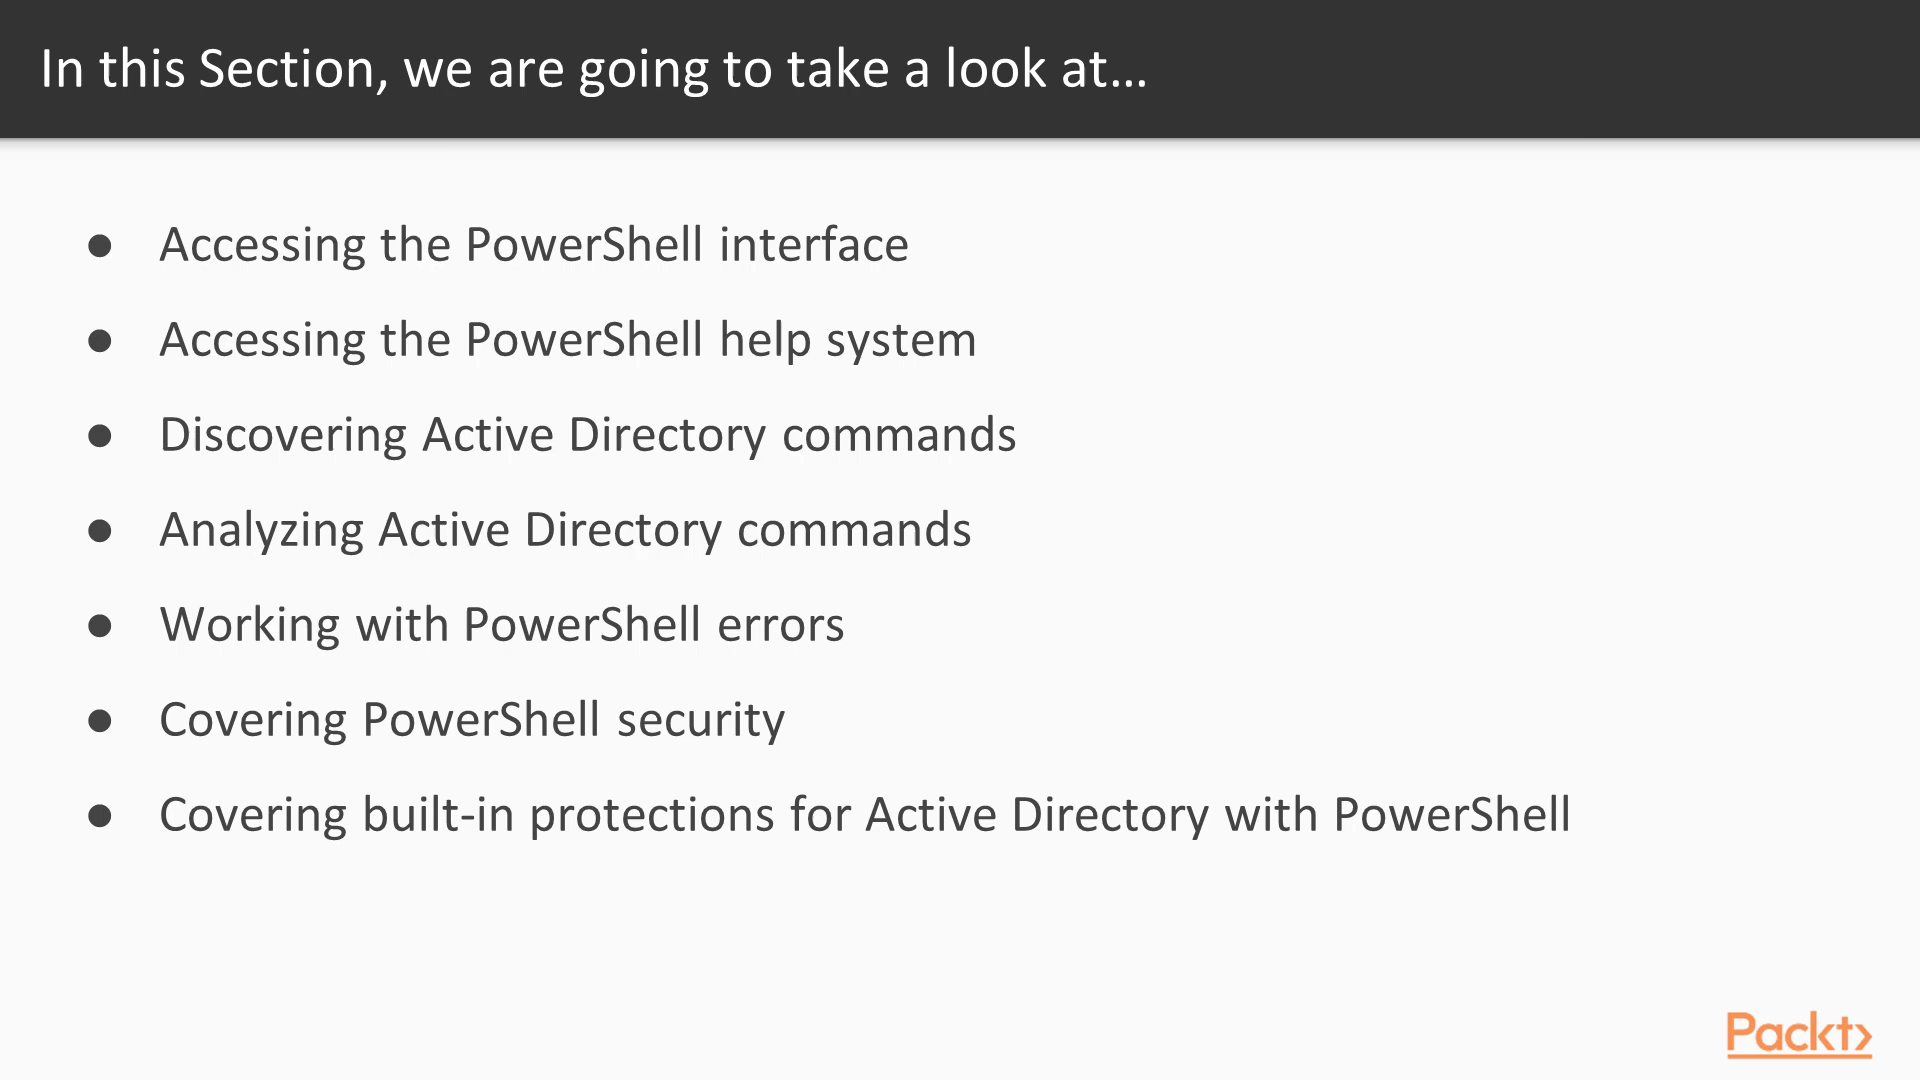 In this Section, we are going to take a look at...
● Accessing the PowerShell interface
● Accessing the PowerShell help system
● Discovering Active Directory commands
● Analyzing Active Directory commands
● Working with PowerShell errors
● Covering PowerShell security
● Covering built-in protections for Active Directory with PowerShell
Packt>